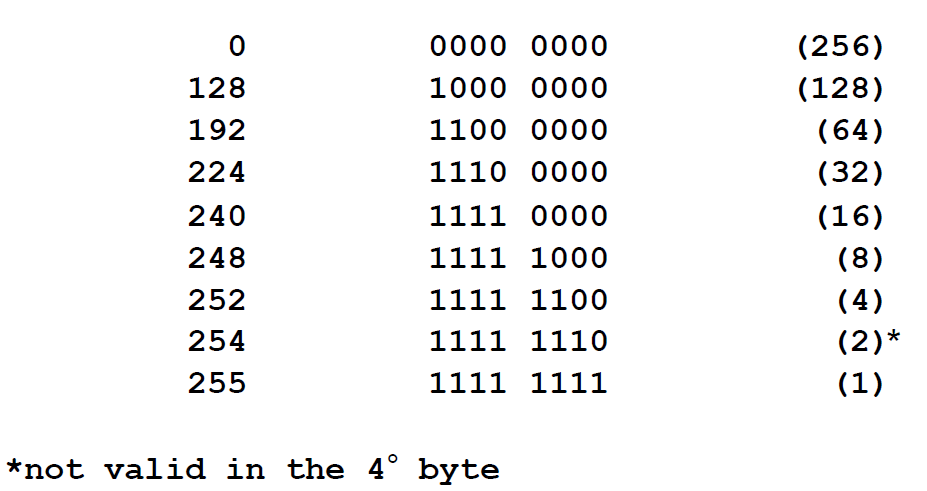 0 0000 0000 (256)
128 1000 0000 (128)
192 1100 0000 (64)
224 1110 0000 (32)
240 1111 0000 (16)
248 1111 1000 (8)
252 1111 1100 (4)
254 1111 1110 (2)*
255 1111 1111 (1)
*not valid in the 4° byte